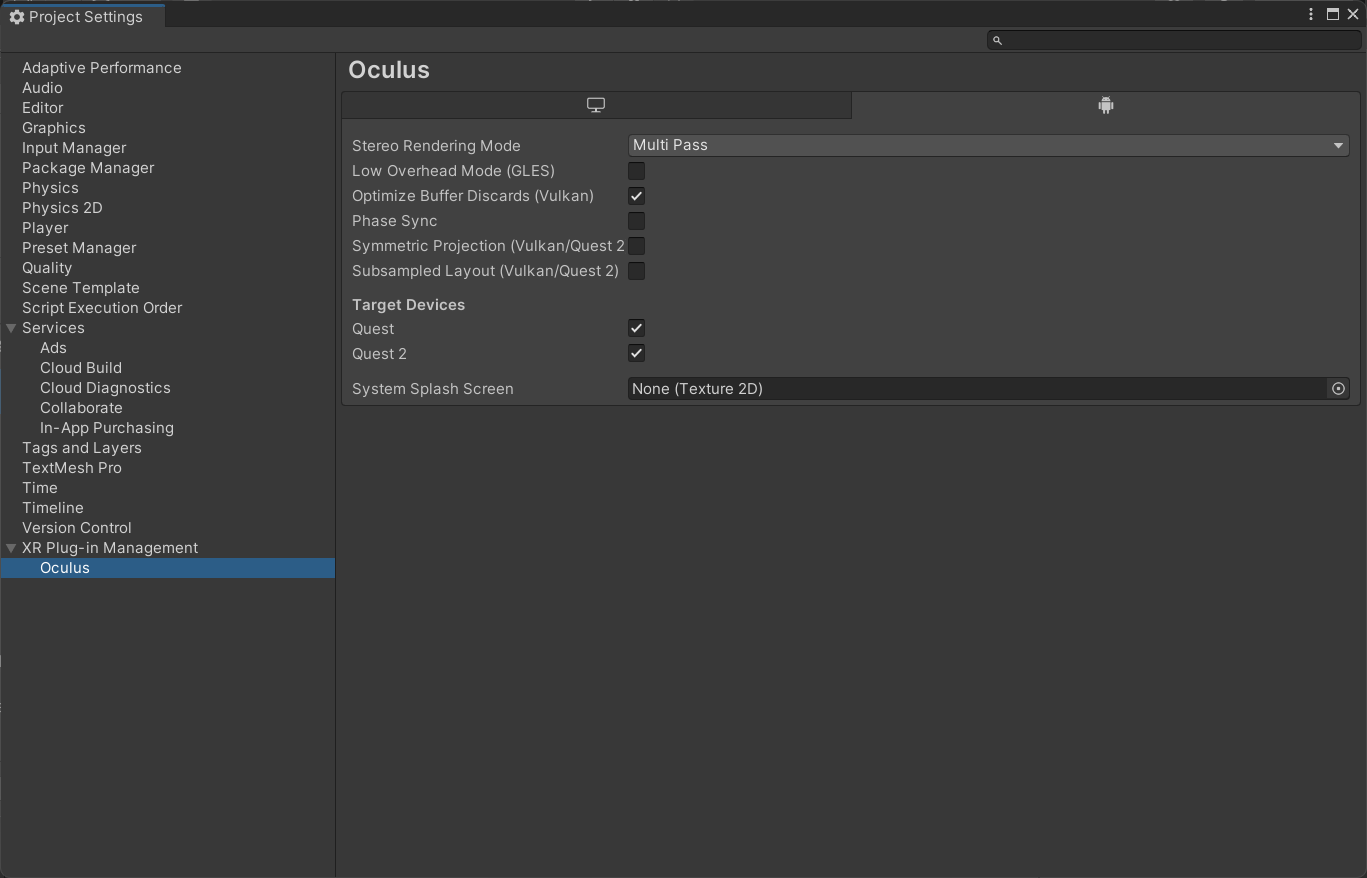 Project Settings
Adaptive Performance
Audio
Editor
Graphics
Input Manager
Package Manager
Physics
Physics 2D
Player
Preset Manager
Quality
Scene Template
Script Execution Order
Services
Ads
Cloud Build
Cloud Diagnostics
Collaborate
In-App Purchasing
Tags and Layers
TextMesh Pro
Time
Timeline
Version Control
XR Plug-in Management
Oculus
Oculus
Stereo Rendering Mode Multi Pass
Low Overhead Mode (GLES)
Optimize Buffer Discards (Vulkan)
Phase Sync
Symmetric Projection (Vulkan/Quest 2
Subsampled Layout (Vulkan/Quest 2)
Target Devices
Quest
Quest 2
System Splash Screen None (Texture 2D)